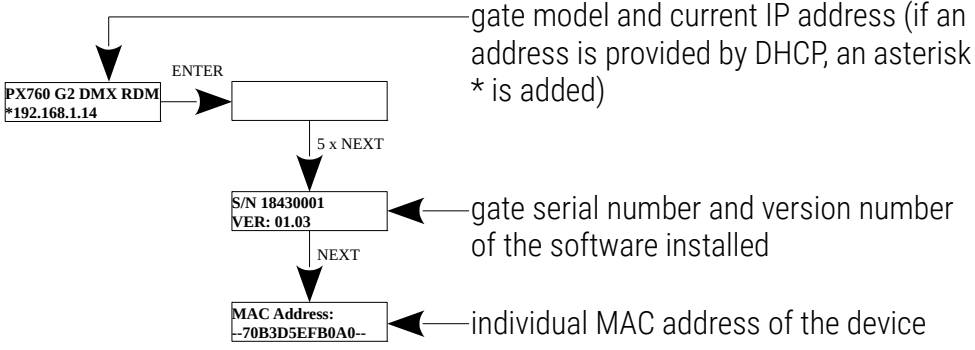 gate model and current IP address (if an
address is provided by DHCP, an asterisk
* is added)
ENTER
PX760 G2 DMX RDM
*192.168.1.14
5 x NEXT
S/N 18430001
VER: 01.03
gate serial number and version number
of the software installed
NEXT
MAC Address:
--70B3D5EFB0A0--
individual MAC address of the device